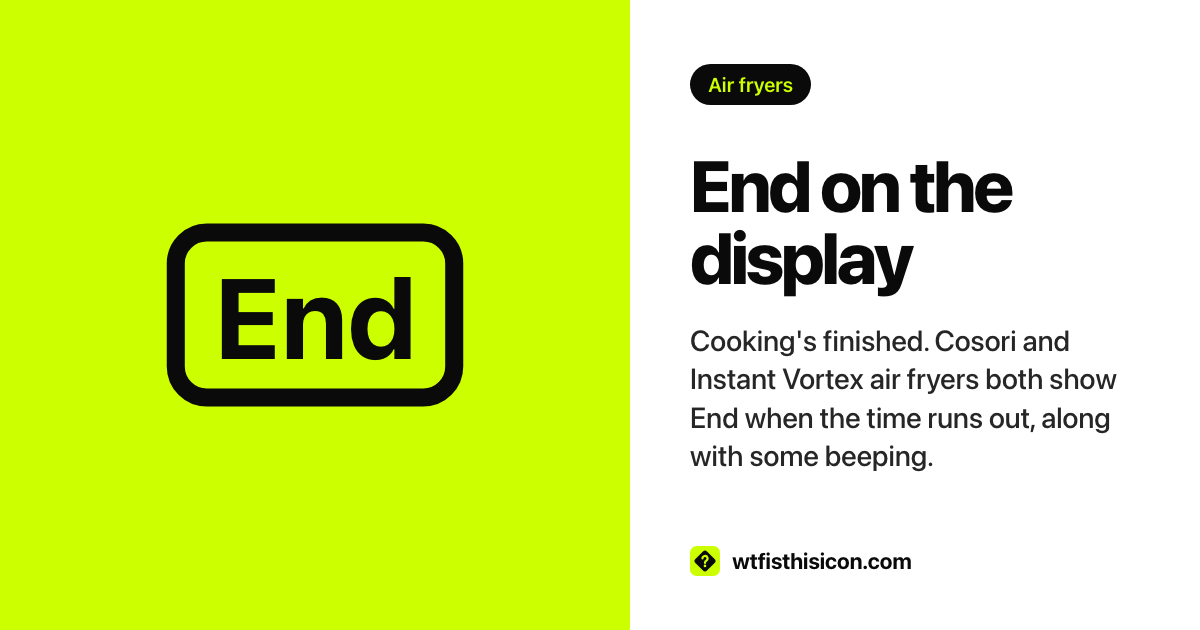 End
Air fryers
End on the
display
Cooking's finished. Cosori and
Instant Vortex air fryers both show
End when the time runs out, along
with some beeping.
?
wtfisthisicon.com